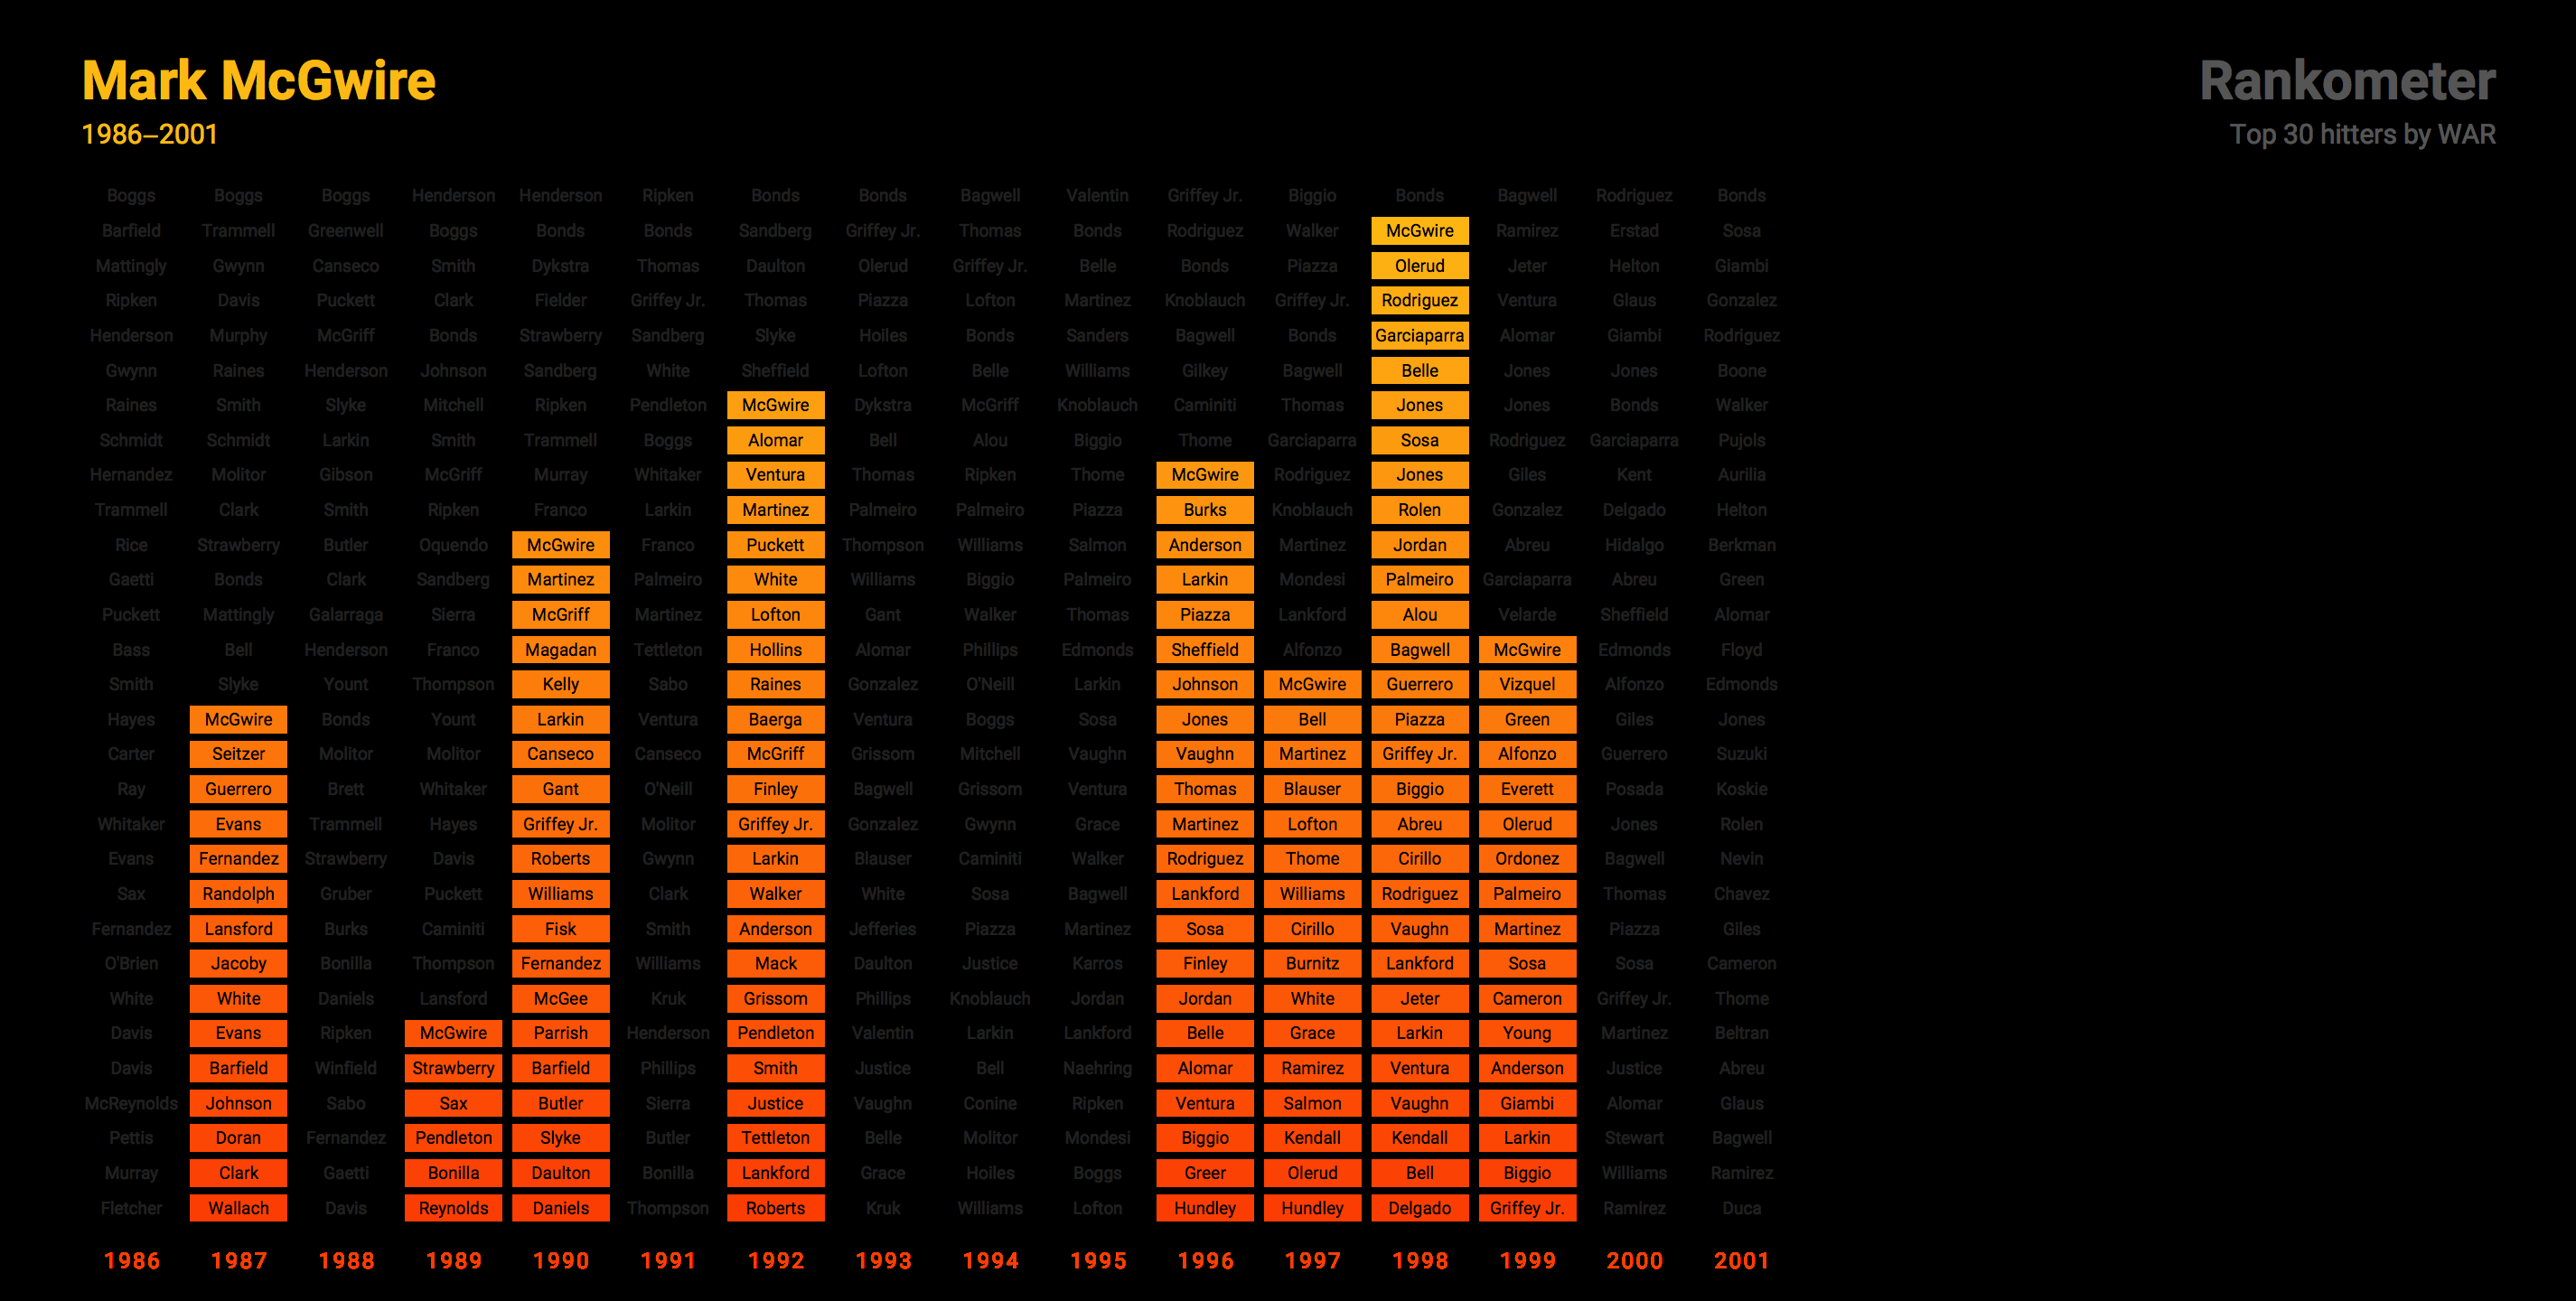 Mark McGwire
Rankometer
1986–2001
Top 30 hitters by WAR
Boggs Boggs Boggs Henderson Henderson Ripken Bonds Bonds Bagwell Valentin Griffey Jr. Biggio Bonds Bagwell Rodriguez Bonds
Barfield Trammell Greenwell Boggs Bonds Bonds Sandberg Griffey Jr. Thomas Bonds Rodriguez Walker McGwire Ramirez Erstad Sosa
Mattingly Gwynn Canseco Smith Dykstra Thomas Daulton Olerud Griffey Jr. Belle Bonds Piazza Olerud Jeter Helton Giambi
Ripken Davis Puckett Clark Fielder Griffey Jr. Thomas Piazza Lofton Martinez Knoblauch Griffey Jr. Rodriguez Ventura Glaus Gonzalez
Henderson Murphy McGriff Bonds Strawberry Sandberg Slyke Hoiles Bonds Sanders Bagwell Bonds Garciaparra Alomar Giambi Rodriguez
Gwynn Raines Henderson Johnson Sandberg White Sheffield Lofton Belle Williams Gilkey Bagwell Belle Jones Jones Boone
Raines Smith Slyke Mitchell Ripken Pendleton McGwire Dykstra McGriff Knoblauch Caminiti Thomas Jones Jones Bonds Walker
Schmidt Schmidt Larkin Smith Trammell Boggs Alomar Bell Alou Biggio Thome Garciaparra Sosa Rodriguez Garciaparra Pujols
Hernandez Molitor Gibson McGriff Murray Whitaker Ventura Thomas Ripken Thome McGwire Rodriguez Jones Giles Kent Aurilia
Trammell Clark Smith Ripken Franco Larkin Martinez Palmeiro Palmeiro Piazza Burks Knoblauch Rolen Gonzalez Delgado Helton
Rice Strawberry Butler Oquendo McGwire Franco Puckett Thompson Williams Salmon Anderson Martinez Jordan Abreu Hidalgo Berkman
Gaetti Bonds Clark Sandberg Martinez Palmeiro White Williams Biggio Palmeiro Larkin Mondesi Palmeiro Garciaparra Abreu Green
Puckett Mattingly Galarraga Sierra McGriff Martinez Lofton Gant Walker Thomas Piazza Lankford Alou Velarde Sheffield Alomar
Bass Bell Henderson Franco Magadan Tettleton Hollins Alomar Phillips Edmonds Sheffield Alfonzo Bagwell McGwire Edmonds Floyd
Smith Slyke Yount Thompson Kelly Sabo Raines Gonzalez O'Neill Larkin Johnson McGwire Guerrero Vizquel Alfonzo Edmonds
Hayes McGwire Bonds Yount Larkin Ventura Baerga Ventura Boggs Sosa Jones Bell Piazza Green Giles Jones
Carter Seitzer Molitor Molitor Canseco Canseco McGriff Grissom Mitchell Vaughn Vaughn Martinez Griffey Jr. Alfonzo Guerrero Suzuki
Ray Guerrero Brett Whitaker Gant O'Neill Finley Bagwell Grissom Ventura Thomas Blauser Biggio Everett Posada Koskie
Whitaker Evans Trammell Hayes Griffey Jr. Molitor Griffey Jr. Gonzalez Gwynn Grace Martinez Lofton Abreu Olerud Jones Rolen
Evans Fernandez Strawberry Davis Roberts Gwynn Larkin Blauser Caminiti Walker Rodriguez Thome Cirillo Ordonez Bagwell Nevin
Sax Randolph Gruber Puckett Williams Clark Walker White Sosa Bagwell Lankford Williams Rodriguez Palmeiro Thomas Chavez
Fernandez Lansford Burks Caminiti Fisk Smith Anderson Jefferies Piazza Martinez Sosa Cirillo Vaughn Martinez Piazza Giles
O'Brien Jacoby Bonilla Thompson Fernandez Williams Mack Daulton Justice Karros Finley Burnitz Lankford Sosa Sosa Cameron
White White Daniels Lansford McGee Kruk Grissom Phillips Knoblauch Jordan Jordan White Jeter Cameron Griffey Jr. Thome
Davis Evans Ripken McGwire Parrish Henderson Pendleton Valentin Larkin Lankford Belle Grace Larkin Young Martinez Beltran
Davis Barfield Winfield Strawberry Barfield Phillips Smith Justice Bell Naehring Alomar Ramirez Ventura Anderson Justice Abreu
McReynolds Johnson Sabo Sax Butler Sierra Justice Vaughn Conine Ripken Ventura Salmon Vaughn Giambi Alomar Glaus
Pettis Doran Fernandez Pendleton Slyke Butler Tettleton Belle Molitor Mondesi Biggio Kendall Kendall Larkin Stewart Bagwell
Murray Clark Gaetti Bonilla Daulton Bonilla Lankford Grace Hoiles Boggs Greer Olerud Bell Biggio Williams Ramirez
Fletcher Wallach Davis Reynolds Daniels Thompson Roberts Kruk Williams Lofton Hundley Hundley Delgado Griffey Jr. Ramirez Duca
1986 1987 1988 1989 1990 1991 1992 1993 1994 1995 1996 1997 1998 1999 2000 2001